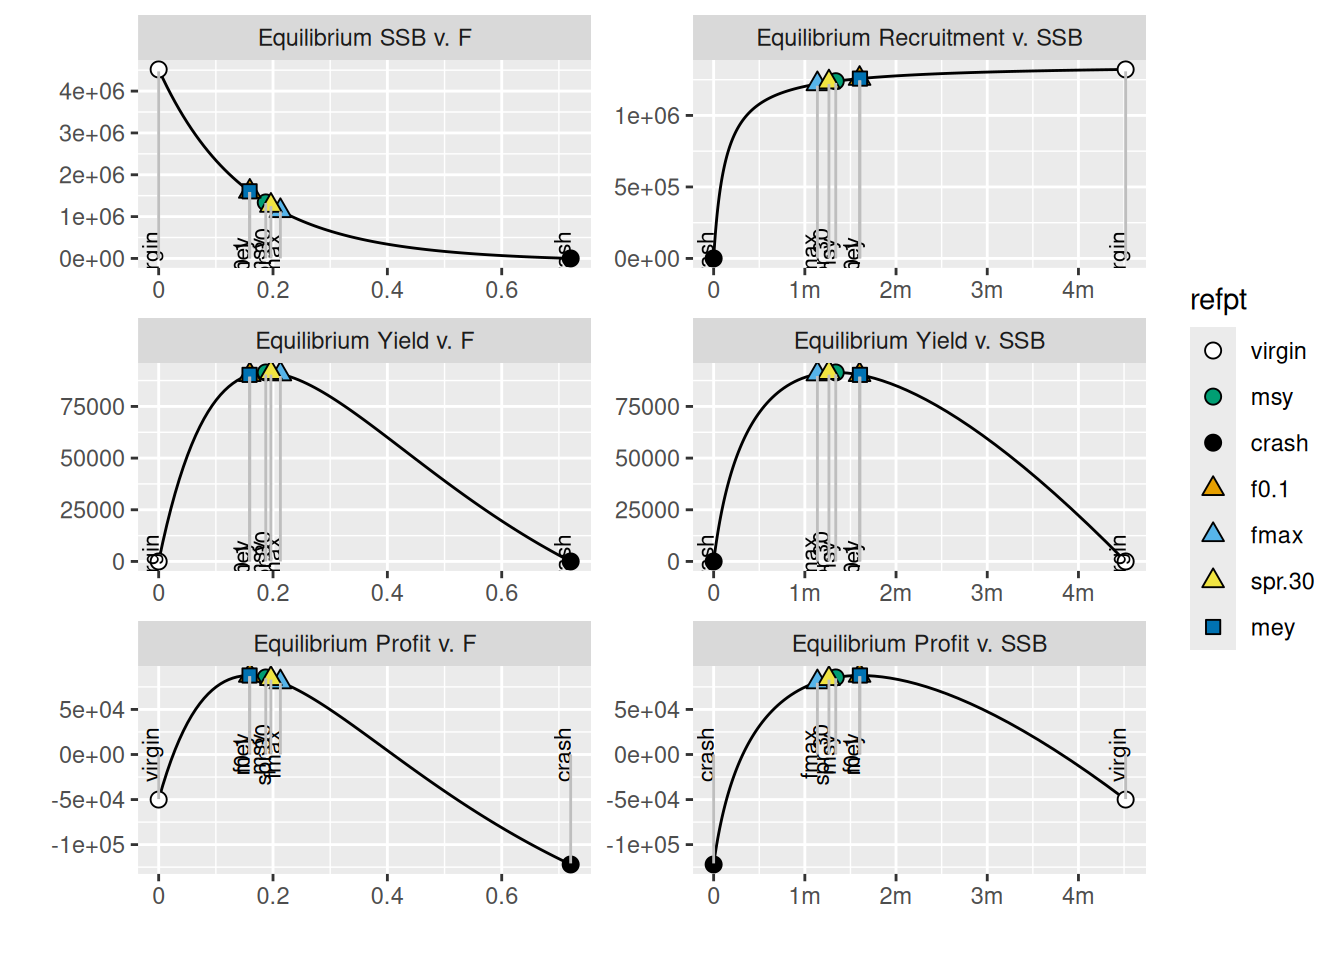 Equilibrium SSB v. F
Equilibrium Recruitment v. SSB
4e+06
3e+06
2e+06
1e+06
0e+00
0
0.2
0.4
0.6
1e+06
5e+05
0e+00
0
1m
2m
3m
4m
Equilibrium Yield v. F
Equilibrium Yield v. SSB
75000
50000
25000
0
0
0.2
0.4
0.6
75000
50000
25000
0
0
1m
2m
3m
4m
Equilibrium Profit v. F
Equilibrium Profit v. SSB
5e+04
0e+00
-5e+04
-1e+05
virgin
fmax
crash
0
0.2
0.4
0.6
5e+04
0e+00
-5e+04
-1e+05
crash
fmax
virgin
0
1m
2m
3m
4m
refpt
virgin
msy
crash
f0.1
fmax
spr.30
mey